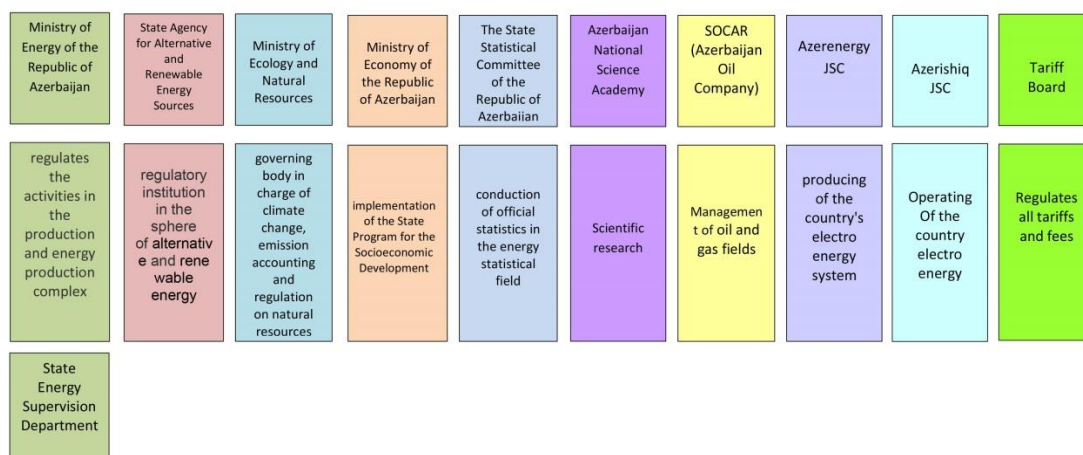 Ministry of
Energy of the
Republic of
Azerbaijan
State Agency
for Alternative
and
Renewable
Energy
Sources
Ministry of
Ecology and
Natural
Resources
Ministry of
Economy of
the Republic
of Azerbaijan
The State
Statistical
Committee
of the
Republic of
Azerbaiian
Azerbaijan
National
Science
Academy
SOCAR
(Azerbaijan
Oil
Company)
Azerenergy
JSC
Azerishiq
JSC
Tariff
Board
regulates
the
activities in
the
production
and energy
production
complex
regulatory
institution
in the
sphere
of alternativ
e and rene
wable
energy
governing
body in
charge of
climate
change,
emission
accounting
and
regulation
on natural
resources
implementation
of the State
Program for the
Socioeconomic
Development
conduction
of official
statistics in
the energy
statistical
field
Scientific
research
Managemen
t of oil and
gas fields
producing
of the
country's
electro
energy
system
Operating
Of the
country
electro
energy
Regulates
all tariffs
and fees
State
Energy
Supervision
Department